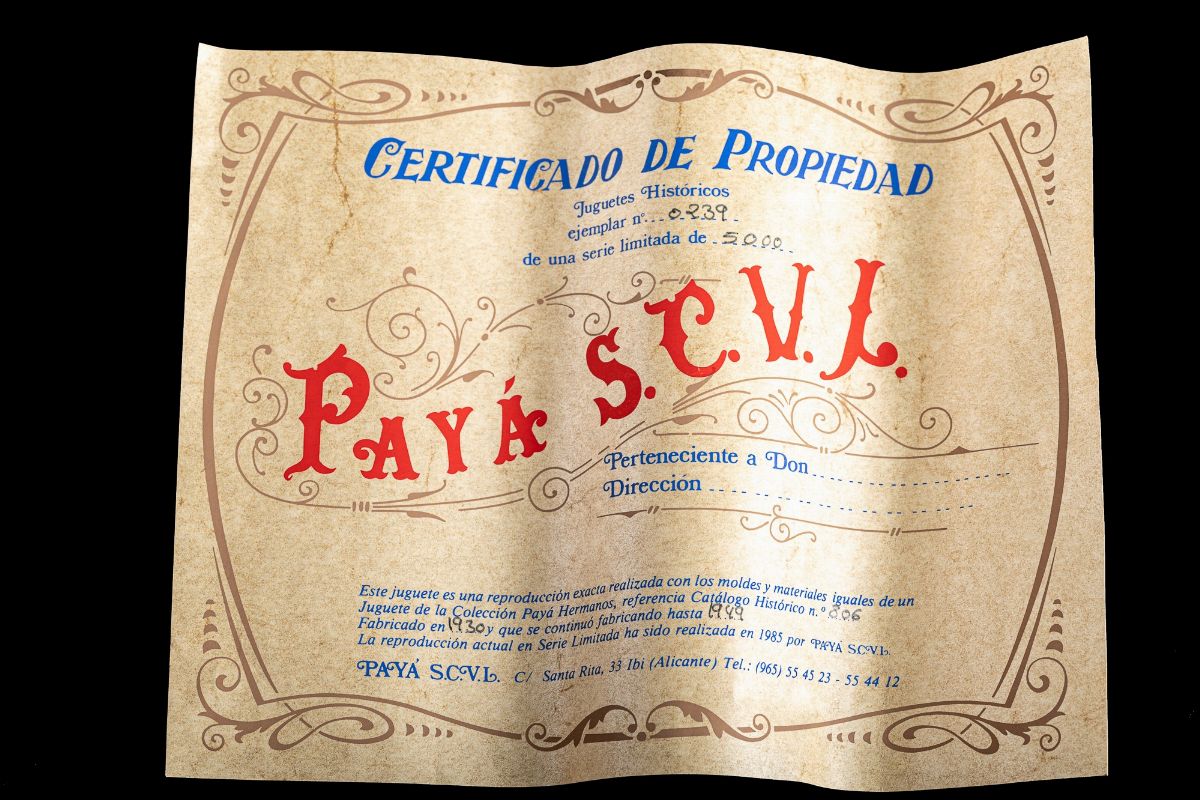 CERTIFICADO DE PROPIEDAD
Juguetes Históricos
ejemplar nº... 0239 -
de una serie limitada de - 5000 - -
PAYÁ S.C.V.L.
Perteneciente a Don
Dirección
Este juguete es una reproducción exacta realizada con los moldes y materiales iguales de un
Juguete de la Colección Payá Hermanos, referencia Catálogo Histórico n.º 806
Fabricado en 1930 y que se continuó fabricando hasta 1949
La reproducción actual en Serie Limitada ha sido realizada en 1985 por PAYÁ S.C.V.L.
PAYÁ S.C.V.L. C/ Santa Rita, 33 Ibi (Alicante) Tel.: (965) 55 45 23 - 55 44 12